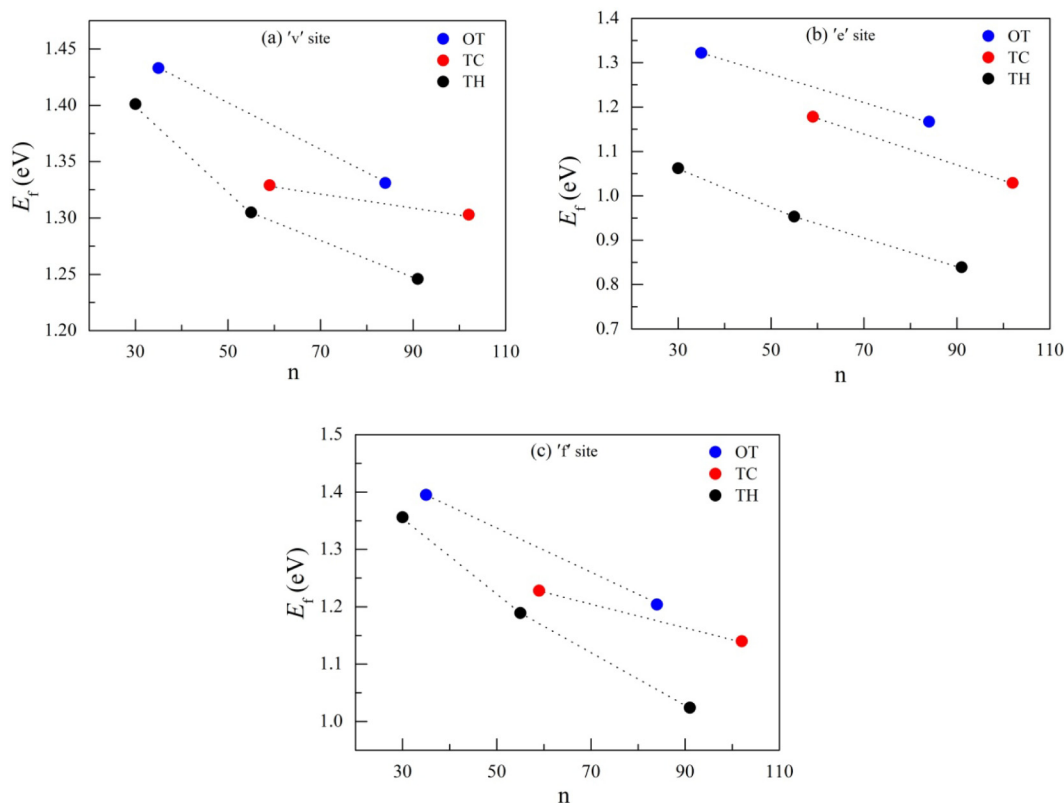 (a) 'v' site
OT
TC
TH
1.45
1.40
1.35
1.30
1.25
1.20
E_f (eV)
30 50 70 90 110
n
(b) 'e' site
OT
TC
TH
1.4
1.3
1.2
1.1
1.0
0.9
0.8
0.7
E_f (eV)
30 50 70 90 110
n
(c) 'f' site
OT
TC
TH
1.5
1.4
1.3
1.2
1.1
1.0
E_f (eV)
30 50 70 90 110
n